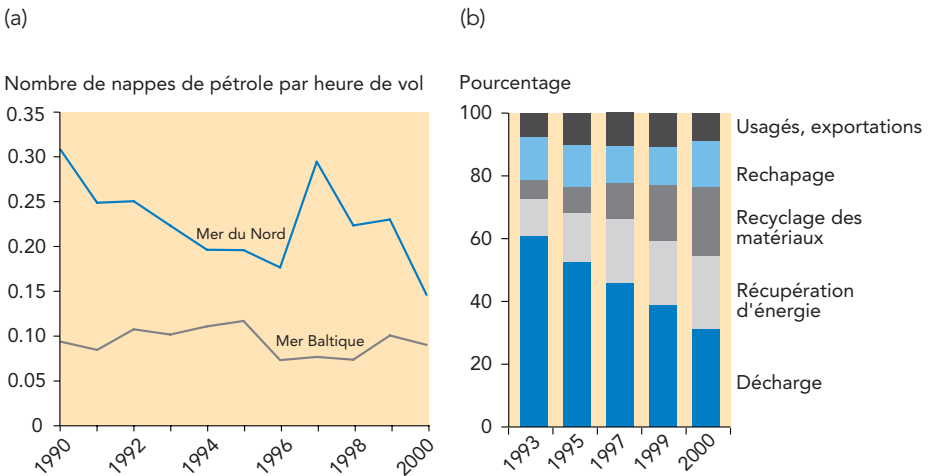 (a)
Nombre de nappes de pétrole par heure de vol
0.35
0.30
0.25
0.20
0.15
0.10
0.05
0
Mer du Nord
Mer Baltique
1990
1992
1994
1996
1998
2000
(b)
Pourcentage
100
80
60
40
20
0
1993
1995
1997
1999
2000
Usagés, exportations
Rechapage
Recyclage des
matériaux
Récupération
d'énergie
Décharge